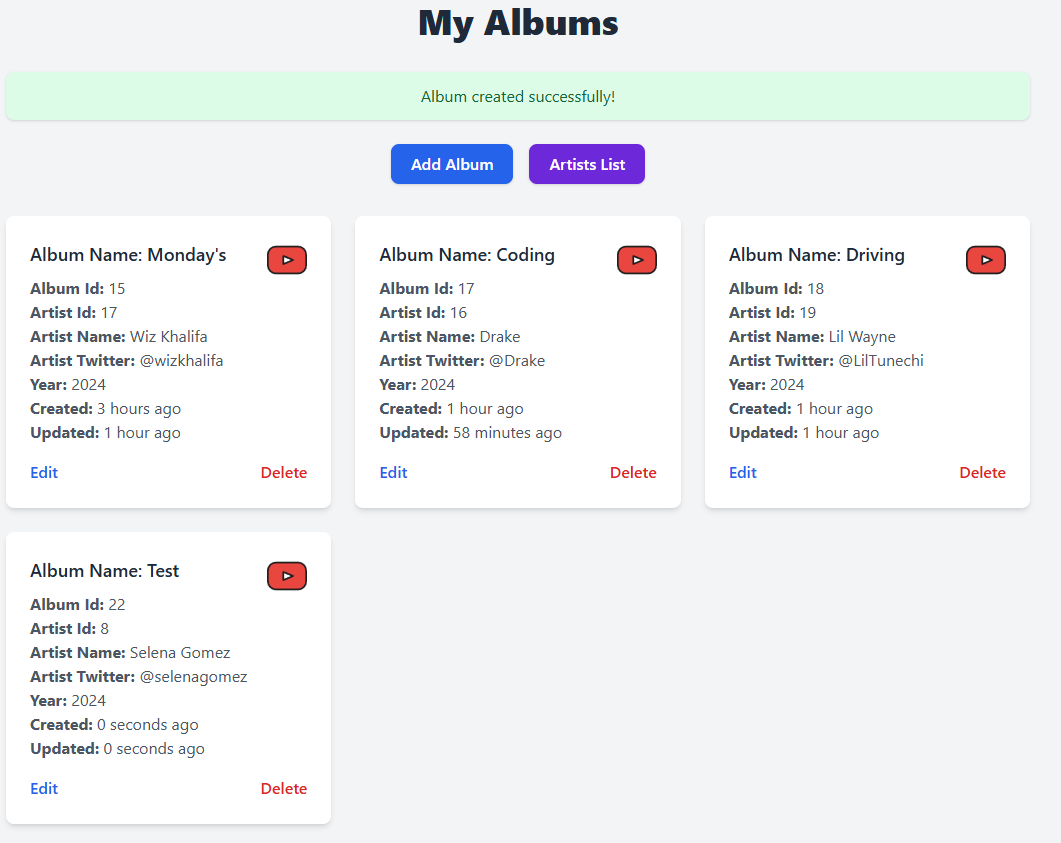 My Albums
Album created successfully!
Add Album
Artists List
Album Name: Monday's
Album Id: 15
Artist Id: 17
Artist Name: Wiz Khalifa
Artist Twitter: @wizkhalifa
Year: 2024
Created: 3 hours ago
Updated: 1 hour ago
Edit
Delete
Album Name: Coding
Album Id: 17
Artist Id: 16
Artist Name: Drake
Artist Twitter: @Drake
Year: 2024
Created: 1 hour ago
Updated: 58 minutes ago
Edit
Delete
Album Name: Driving
Album Id: 18
Artist Id: 19
Artist Name: Lil Wayne
Artist Twitter: @LilTunechi
Year: 2024
Created: 1 hour ago
Updated: 1 hour ago
Edit
Delete
Album Name: Test
Album Id: 22
Artist Id: 8
Artist Name: Selena Gomez
Artist Twitter: @selenagomez
Year: 2024
Created: 0 seconds ago
Updated: 0 seconds ago
Edit
Delete